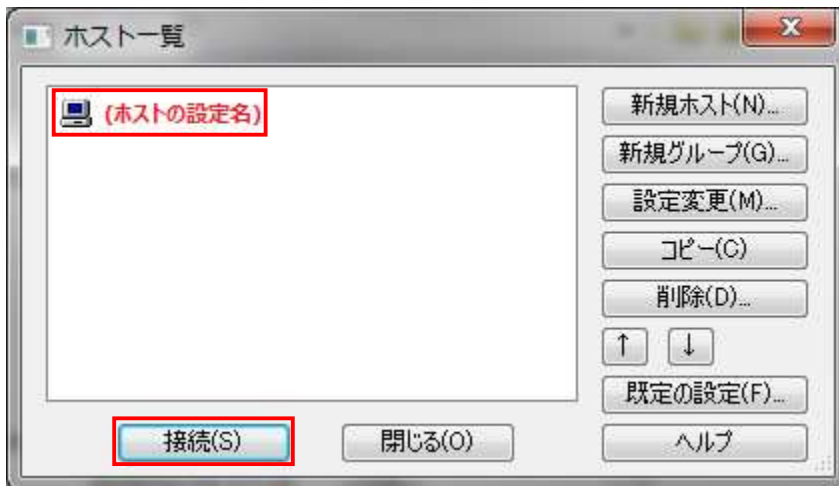 ホスト一覧
(ホストの設定名)
新規ホスト(N)...
新規グループ(G)...
設定変更(M)...
コピー(C)
削除(D)...
↑ ↓
既定の設定(F)...
接続(S) 閉じる(O) ヘルプ